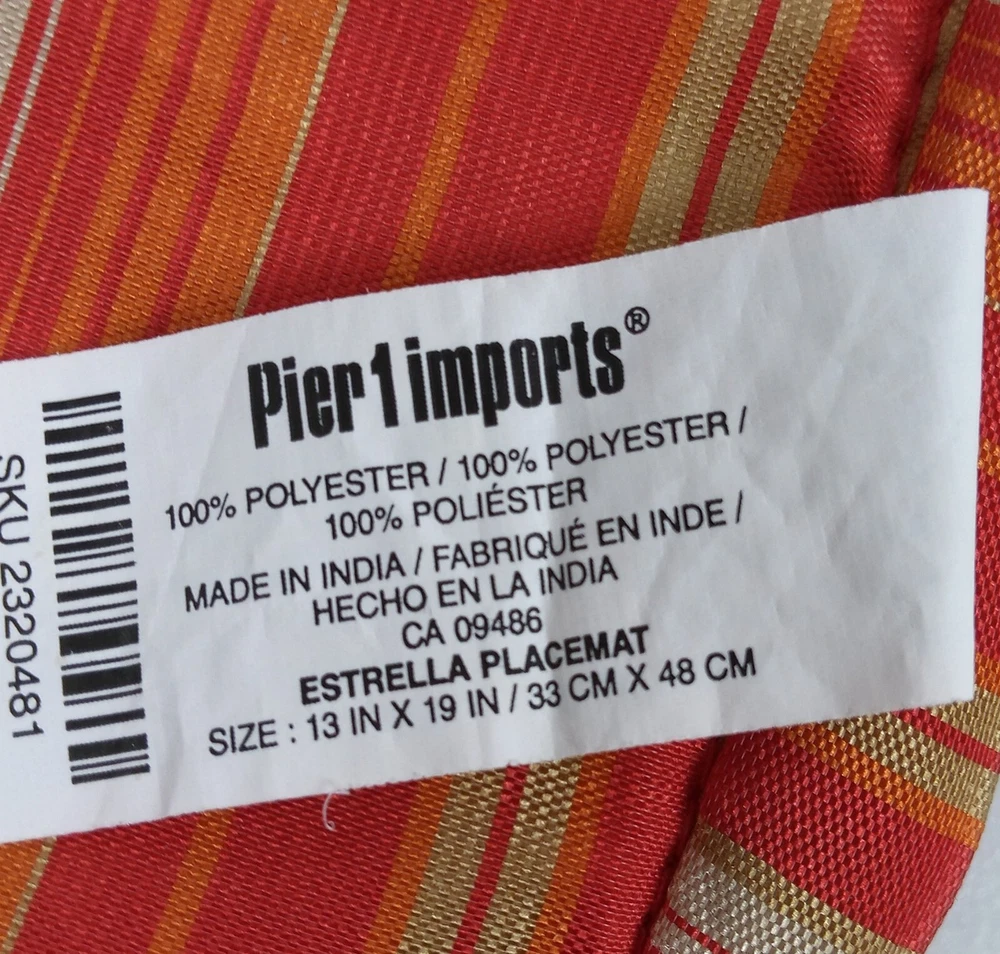 Pier 1 imports®
100% POLYESTER / 100% POLYESTER /
100% POLIÉSTER
MADE IN INDIA / FABRIQUÉ EN INDE /
HECHO EN LA INDIA
CA 09486
ESTRELLA PLACEMAT
SIZE : 13 IN X 19 IN / 33 CM X 48 CM
SKU 2320481